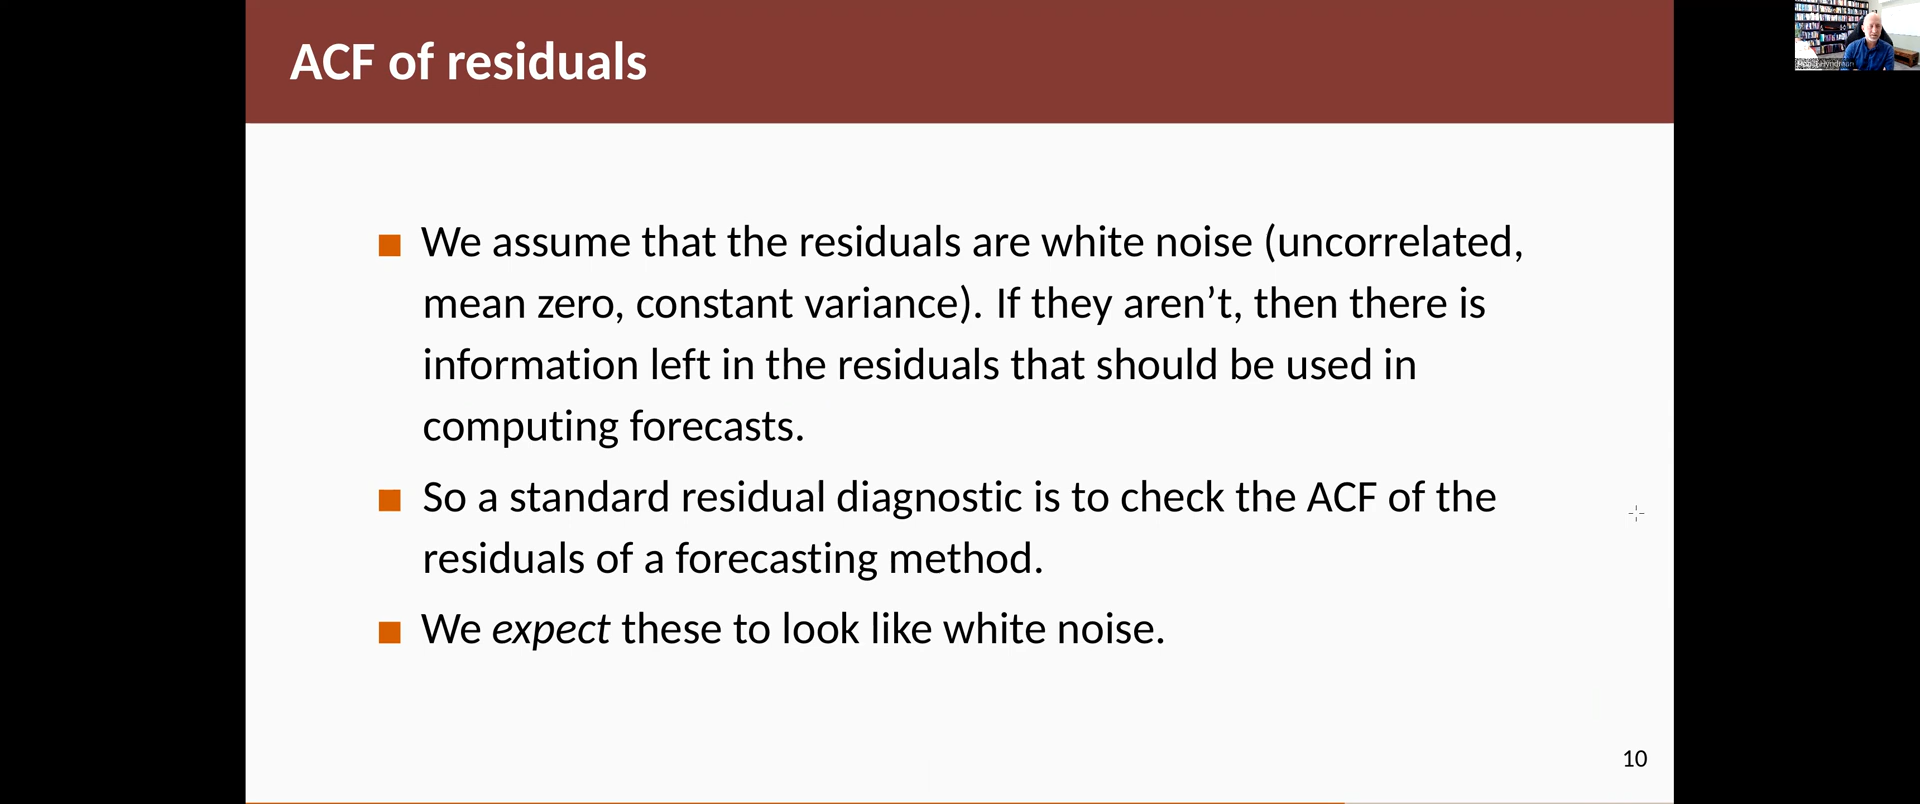 ACF of residuals
We assume that the residuals are white noise (uncorrelated,
mean zero, constant variance). If they aren’t, then there is
information left in the residuals that should be used in
computing forecasts.
So a standard residual diagnostic is to check the ACF of the
residuals of a forecasting method.
We expect these to look like white noise.
10